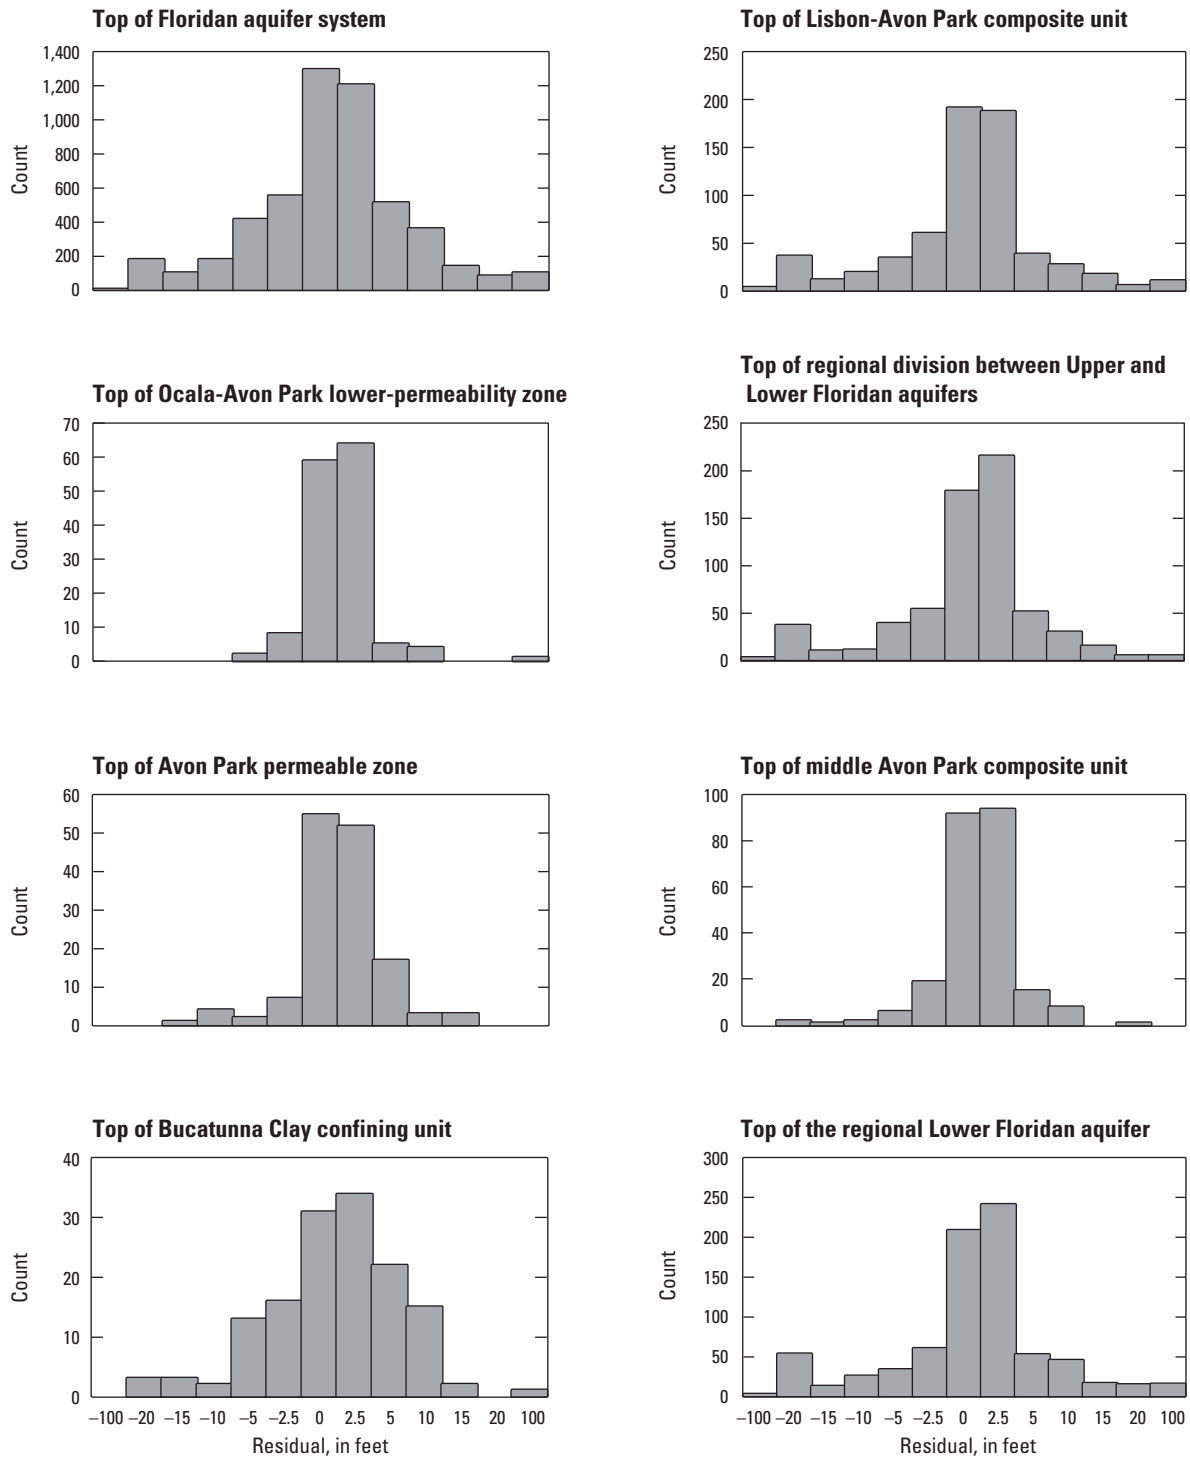 Top of Floridan aquifer system
1,400
1,200
1,000
800
600
400
200
0
Count
Top of Lisbon-Avon Park composite unit
250
200
150
100
50
0
Count
Top of Ocala-Avon Park lower-permeability zone
70
60
50
40
30
20
10
0
Count
Top of regional division between Upper and
Lower Floridan aquifers
250
200
150
100
50
0
Count
Top of Avon Park permeable zone
60
50
40
30
20
10
0
Count
Top of middle Avon Park composite unit
100
80
60
40
20
0
Count
Top of Bucatunna Clay confining unit
40
30
20
10
0
Count
–100 –20 –15 –10 –5 –2.5 0 2.5 5 10 15 20 100
Residual, in feet
Top of the regional Lower Floridan aquifer
300
250
200
150
100
50
0
Count
–100 –20 –15 –10 –5 –2.5 0 2.5 5 10 15 20 100
Residual, in feet